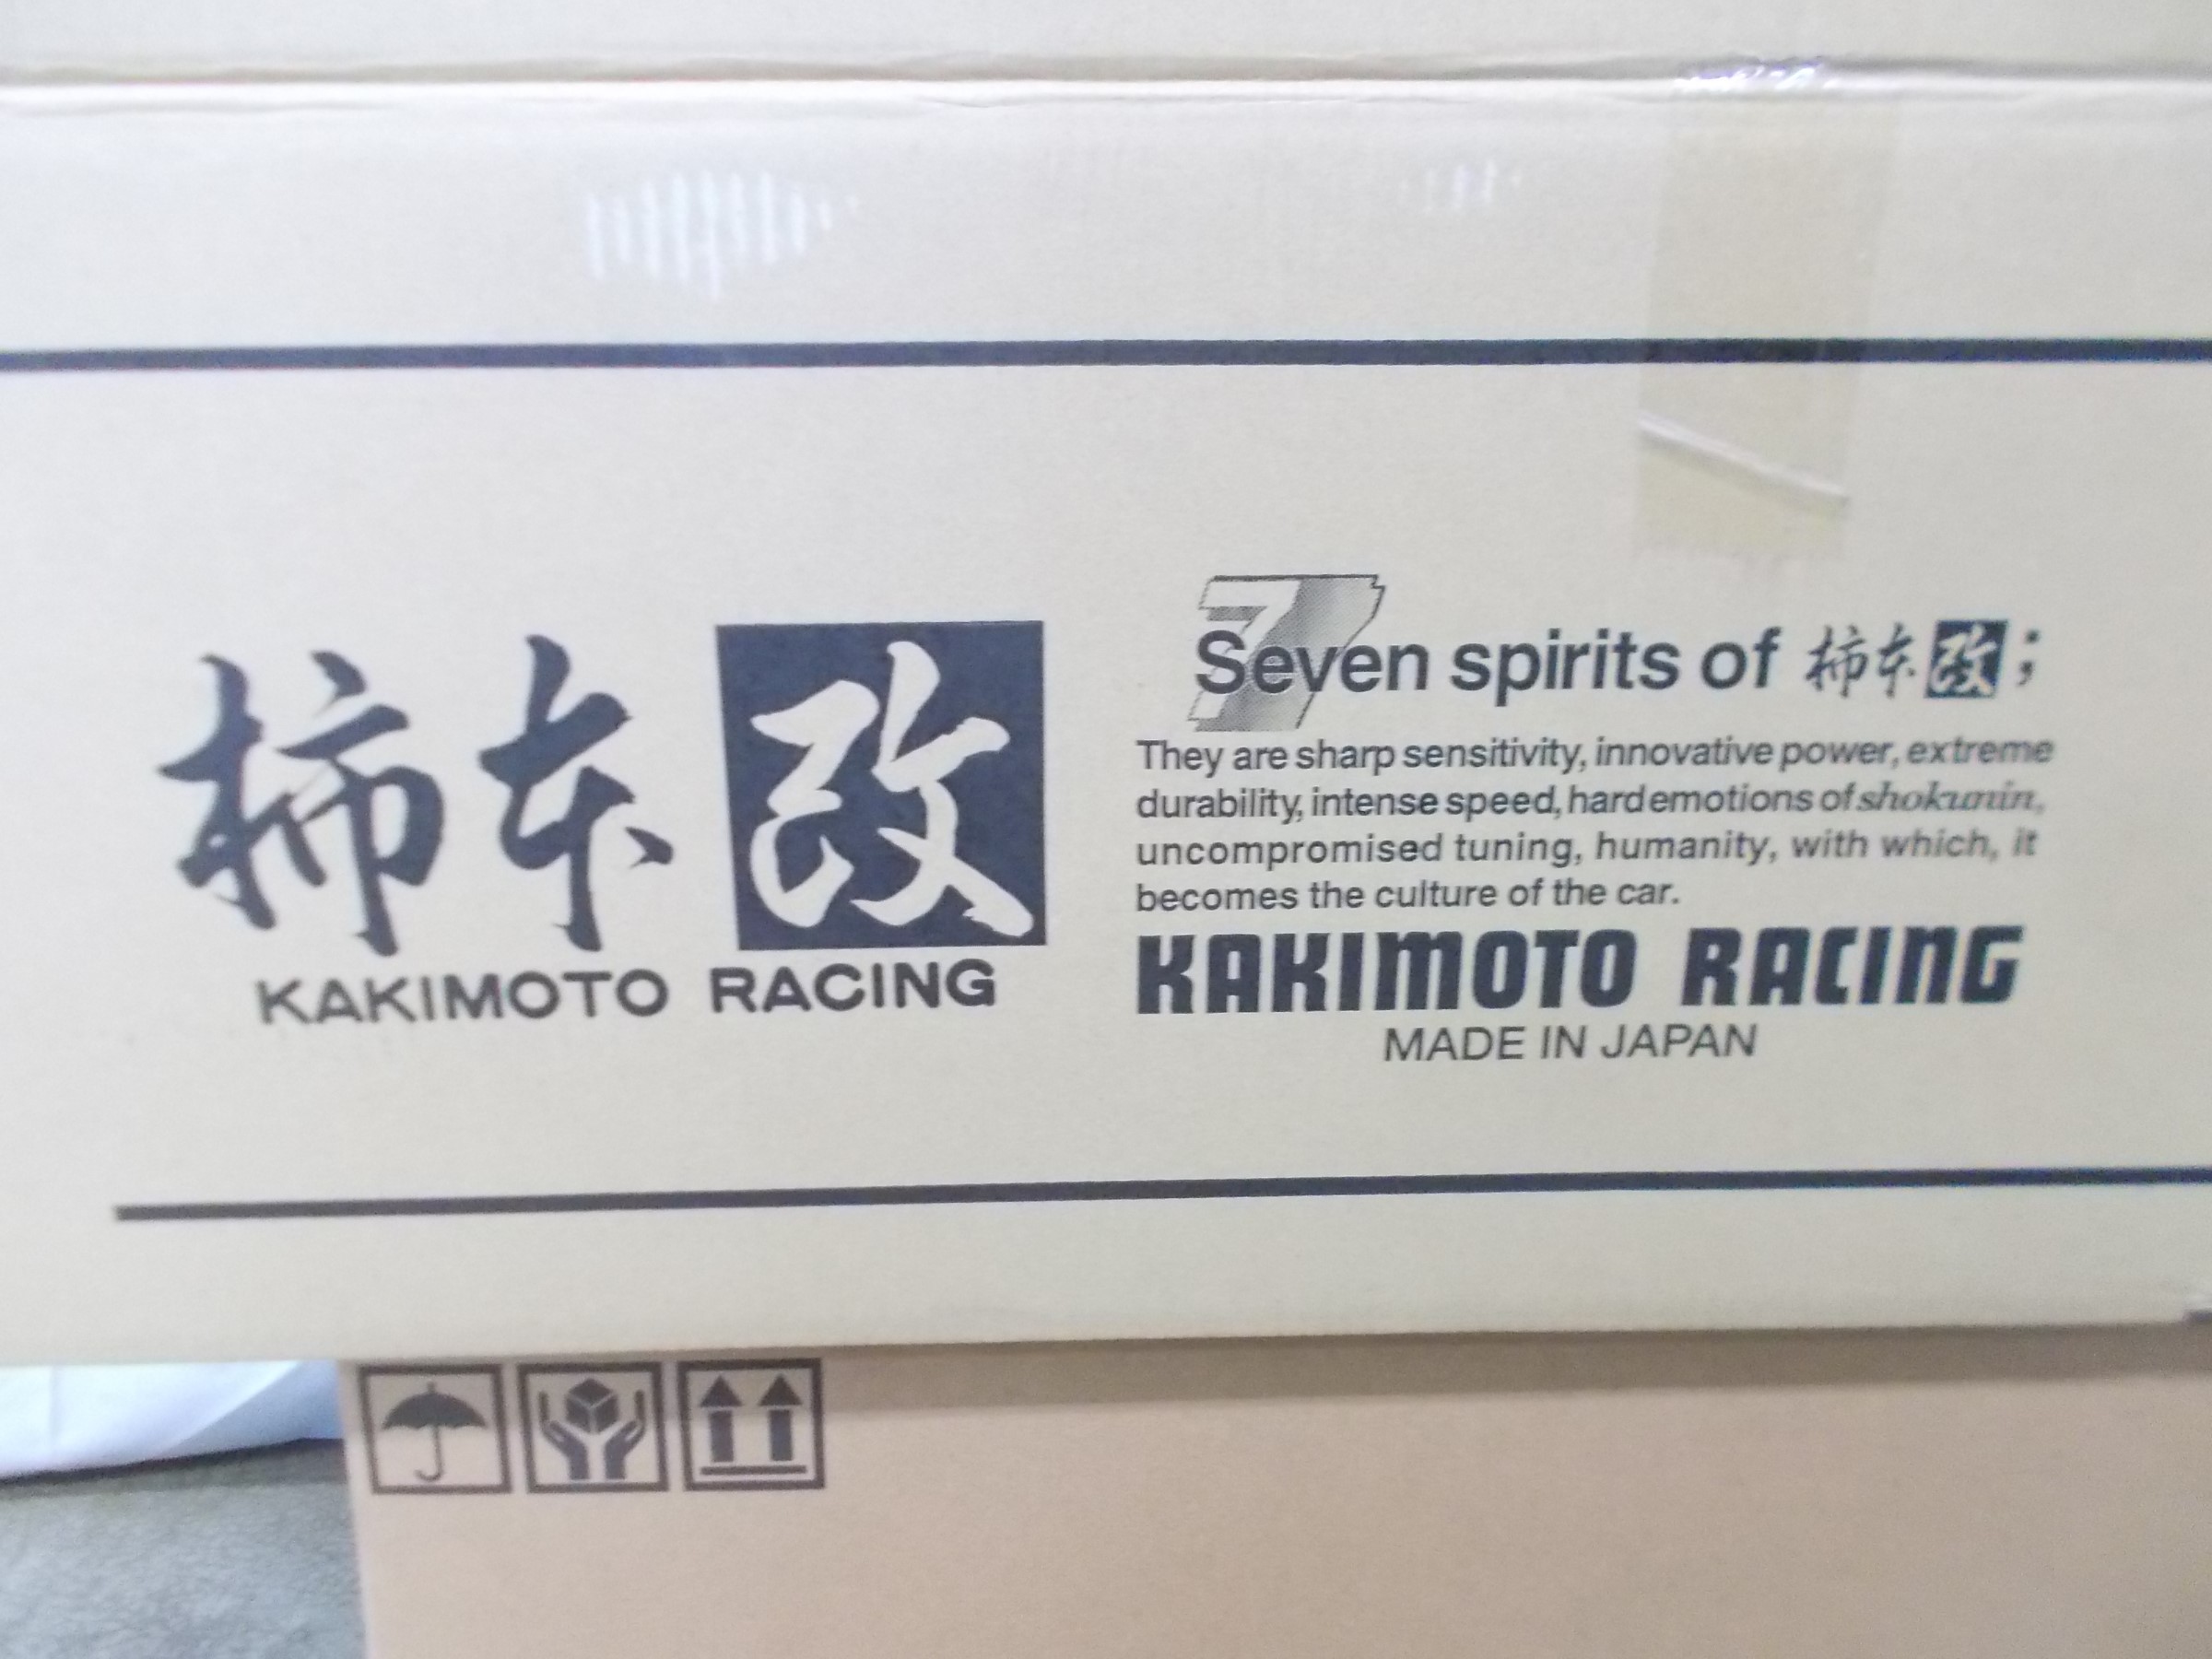 柿本改
KAKIMOTO RACING
7
Seven spirits of 柿本改;
They are sharp sensitivity, innovative power, extreme
durability, intense speed, hard emotions of shokunin,
uncompromised tuning, humanity, with which, it
becomes the culture of the car.
KAKIMOTO RACING
MADE IN JAPAN